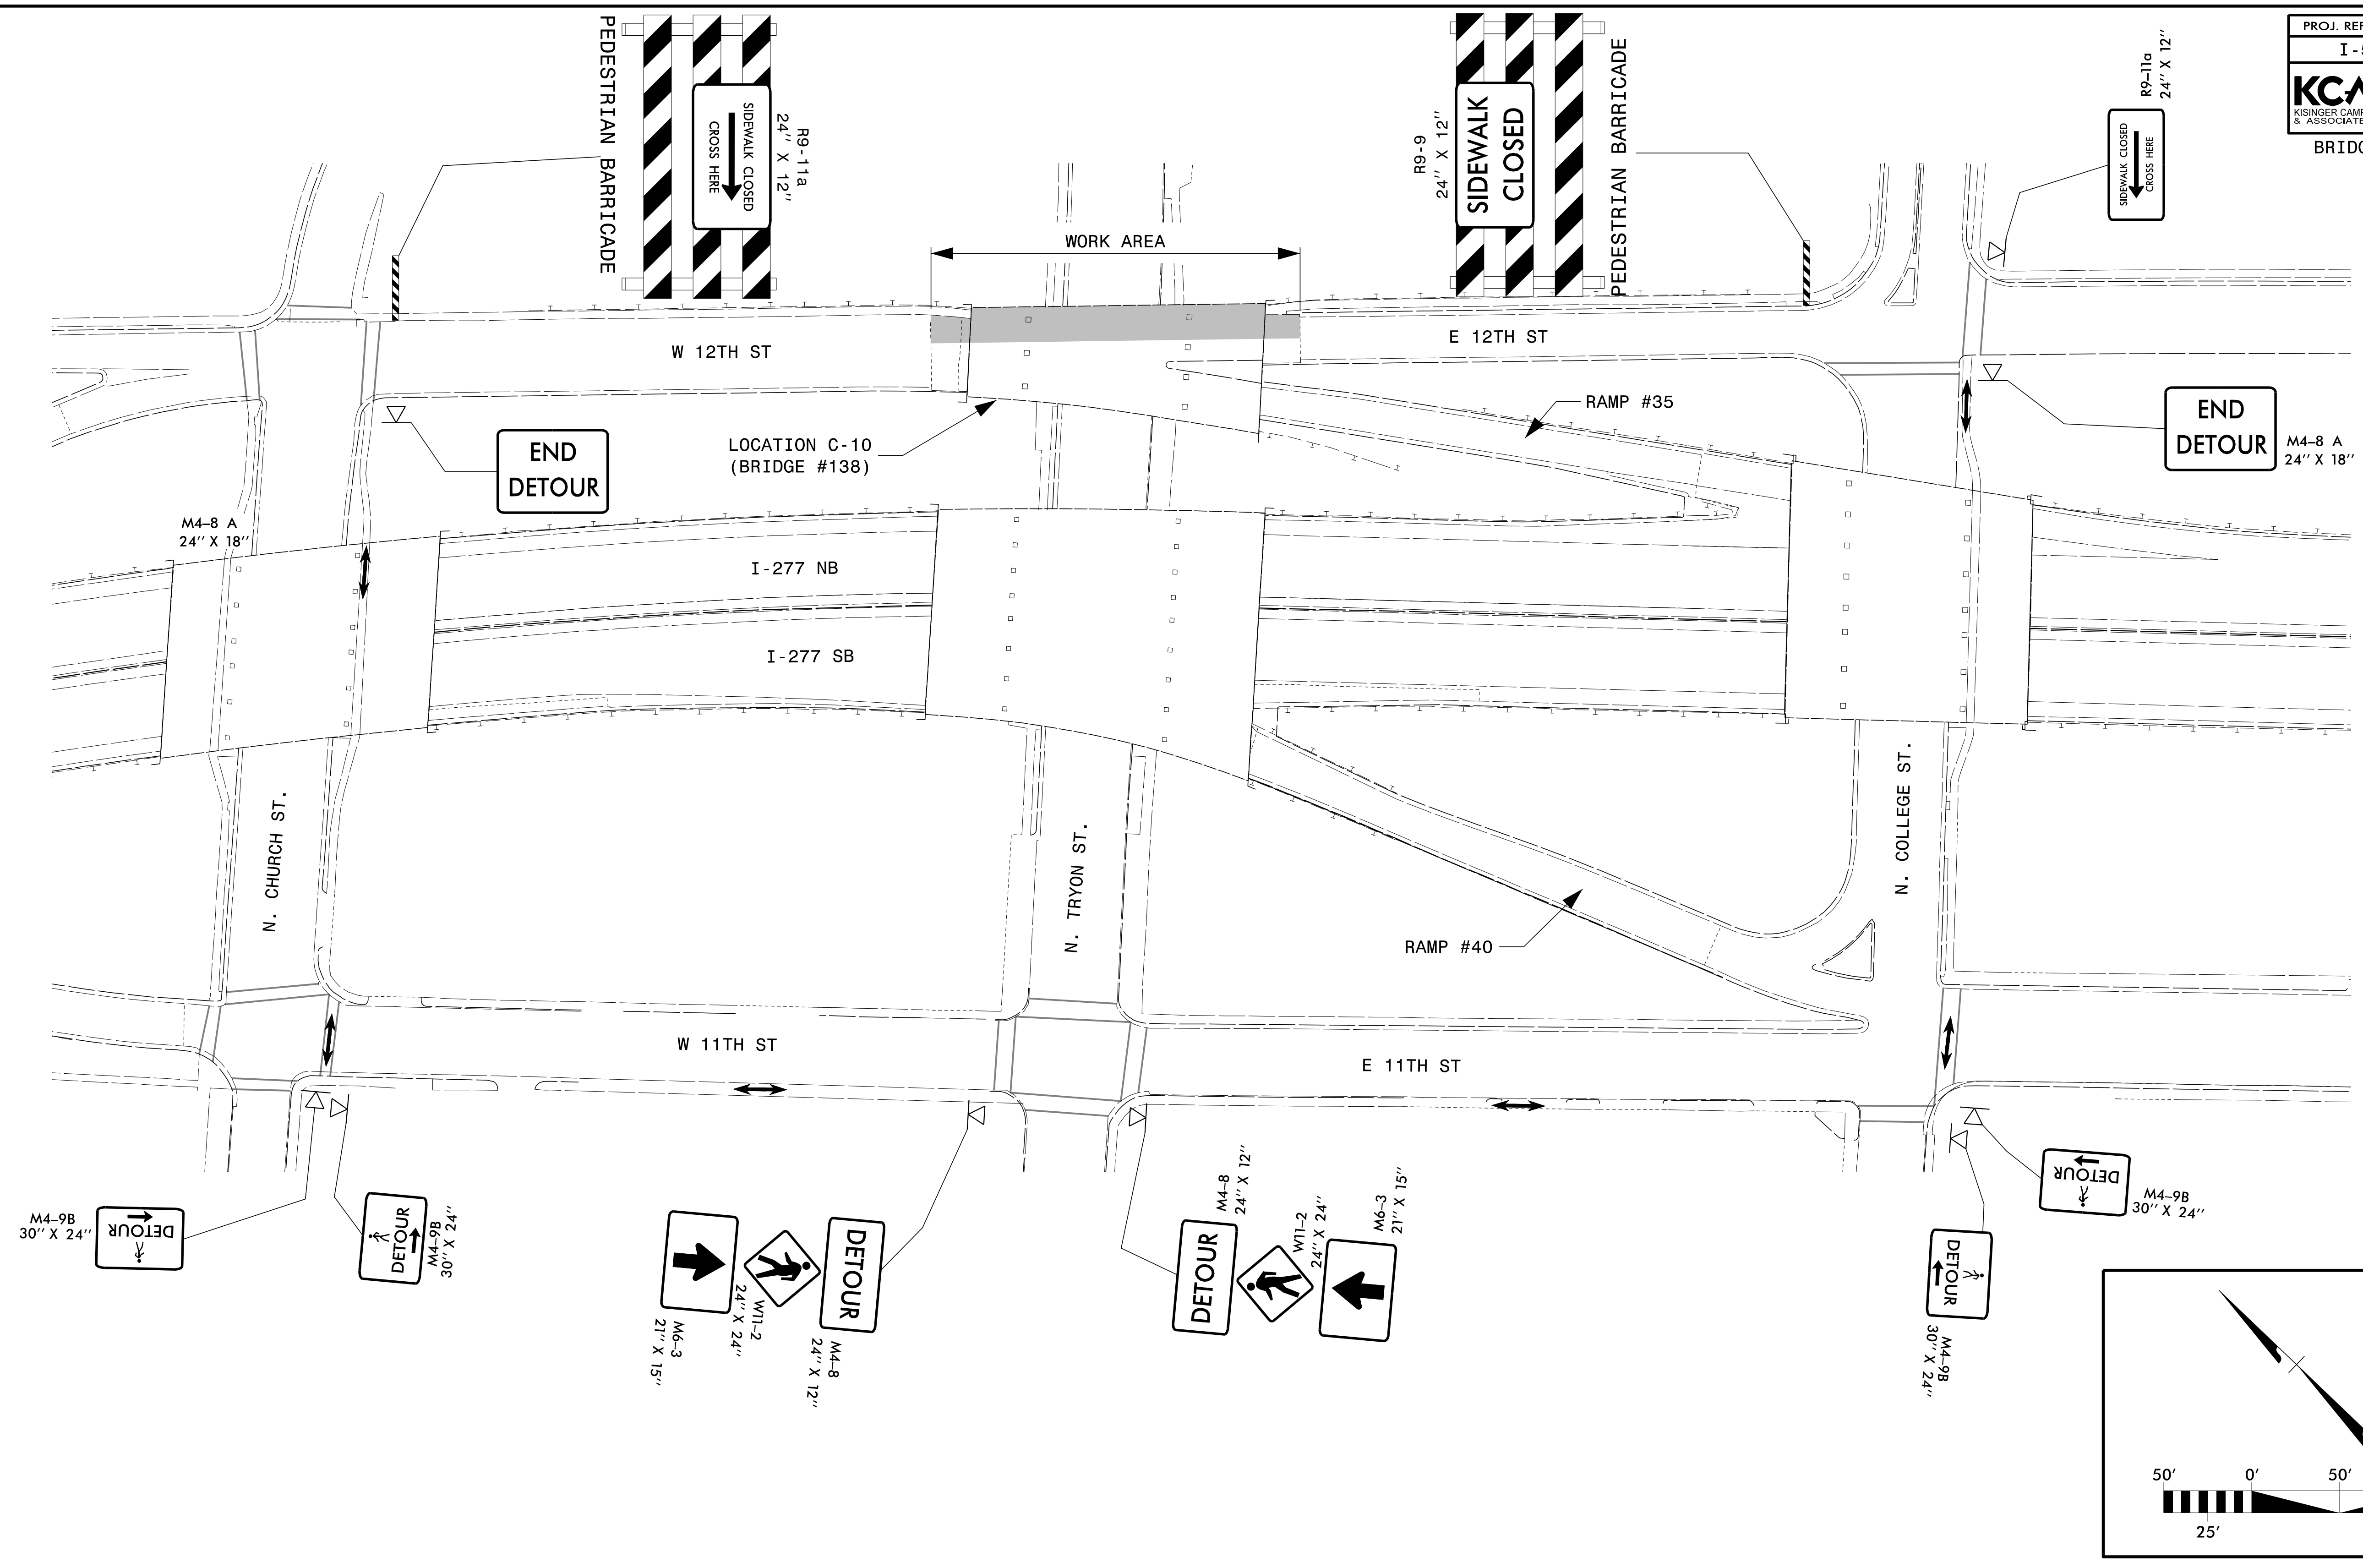 PEDESTRIAN BARRICADE
SIDEWALK CLOSED
CROSS HERE
R9-11a
24'' X 12''
R9-9
24'' X 12''
SIDEWALK
CLOSED
PEDESTRIAN BARRICADE
R9-11a
24'' X 12''
SIDEWALK CLOSED
CROSS HERE
I-5
KISINGER
& ASSOCIATE
WORK AREA
W 12TH ST
E 12TH ST
RAMP #35
LOCATION C-10
(BRIDGE #138)
END
DETOUR
END
DETOUR
M4-8 A
24'' X 18''
M4-8 A
24'' X 18''
I-277 NB
I-277 SB
N. CHURCH ST.
N. TRYON ST.
N. COLLEGE ST.
RAMP #40
W 11TH ST
E 11TH ST
M4-9B
30'' X 24''
DETOUR
DETOUR
M4-9B
30'' X 24''
M6-3
21'' X 15''
W11-2
24'' X 24''
DETOUR
M4-8
24'' X 12''
DETOUR
M4-8
24'' X 12''
W11-2
24'' X 24''
M6-3
21'' X 15''
DETOUR
M4-9B
30'' X 24''
DETOUR
M4-9B
30'' X 24''
50' 0' 50'
25'